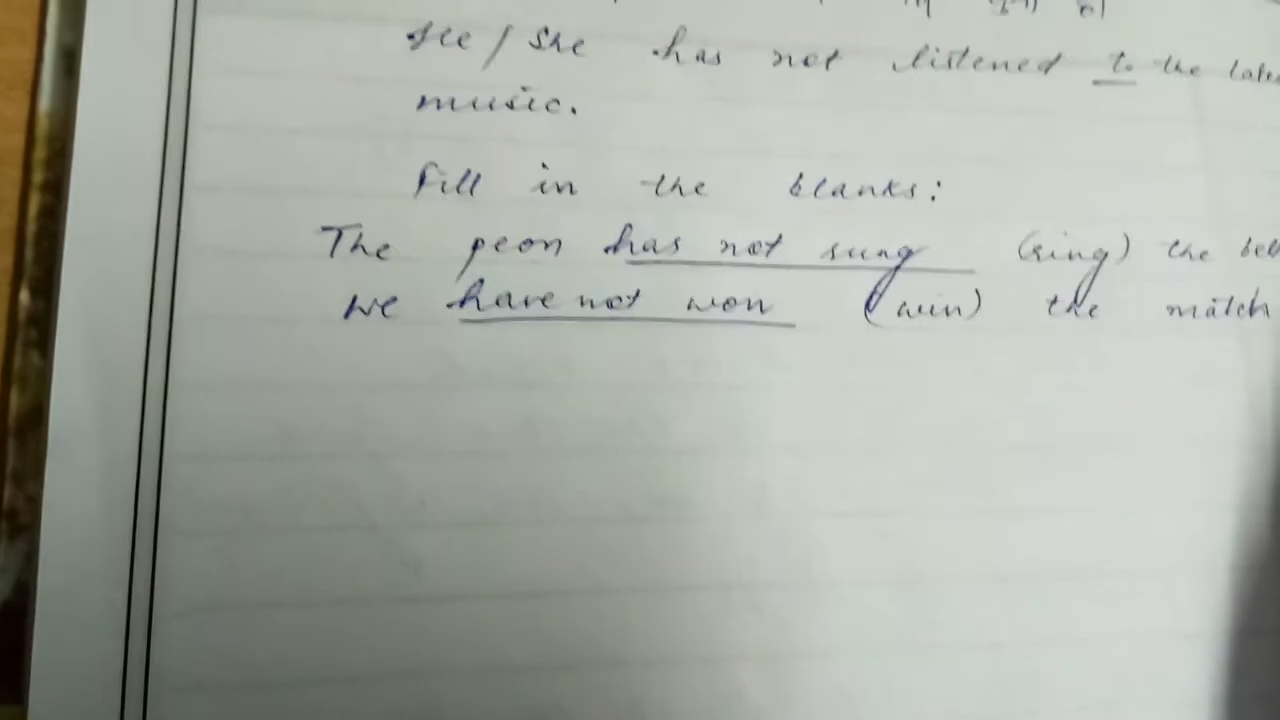 He/She has not listened to the
music.
Fill in the blanks:
The peon has not sung (ring) the
We have not won (win) the match